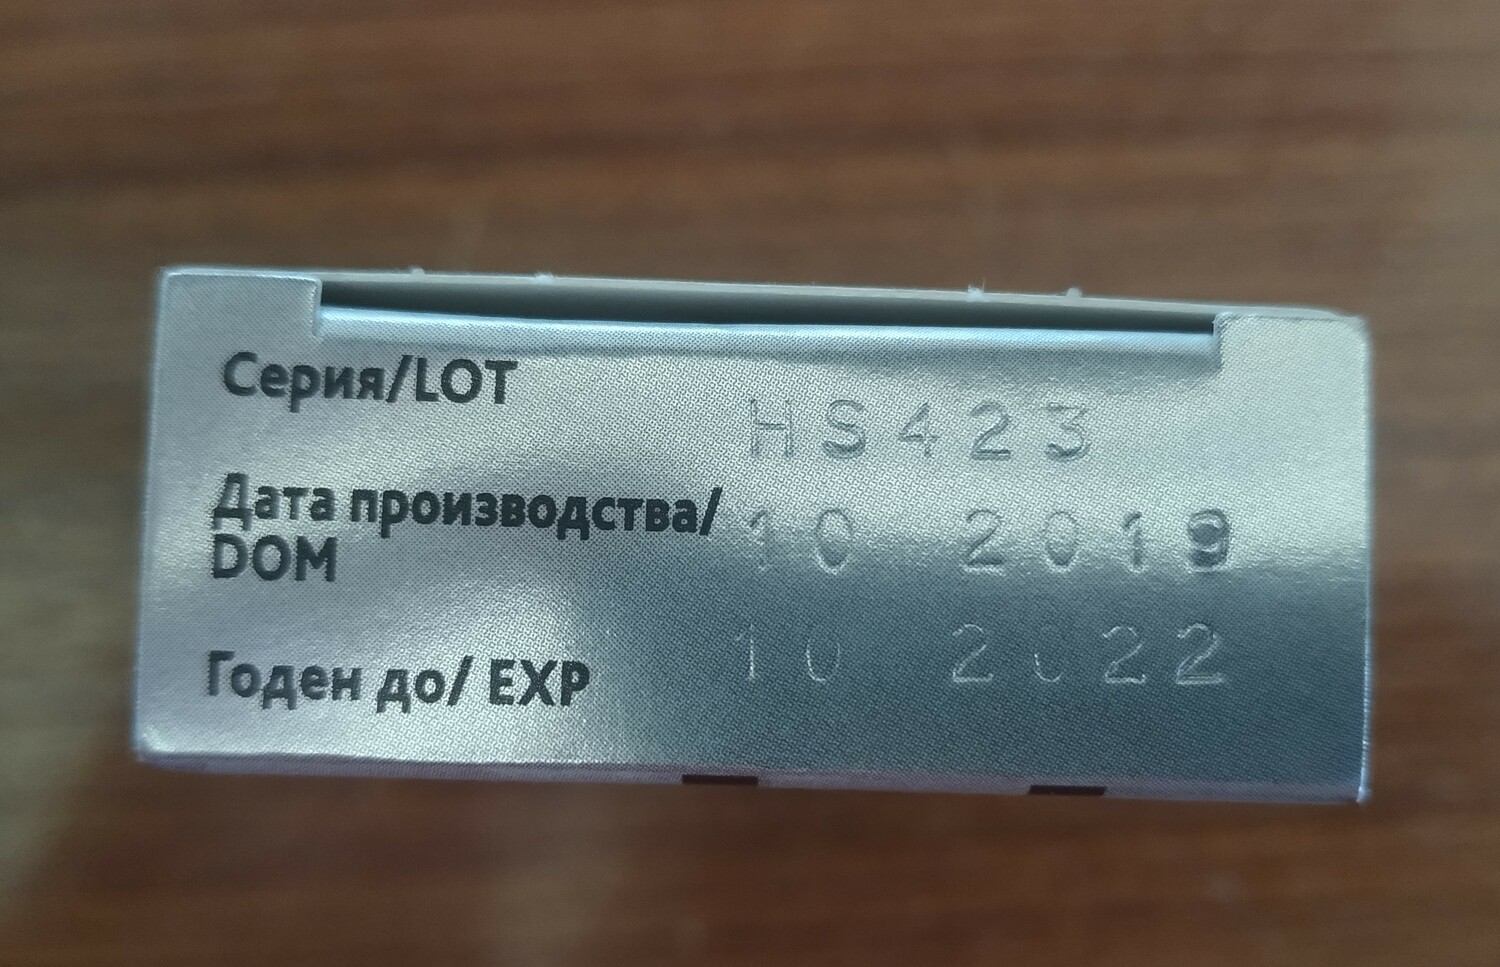 Серия/LOT HS423
Дата производства/ 10 2019
DOM
Годен до/ EXP 10 2022